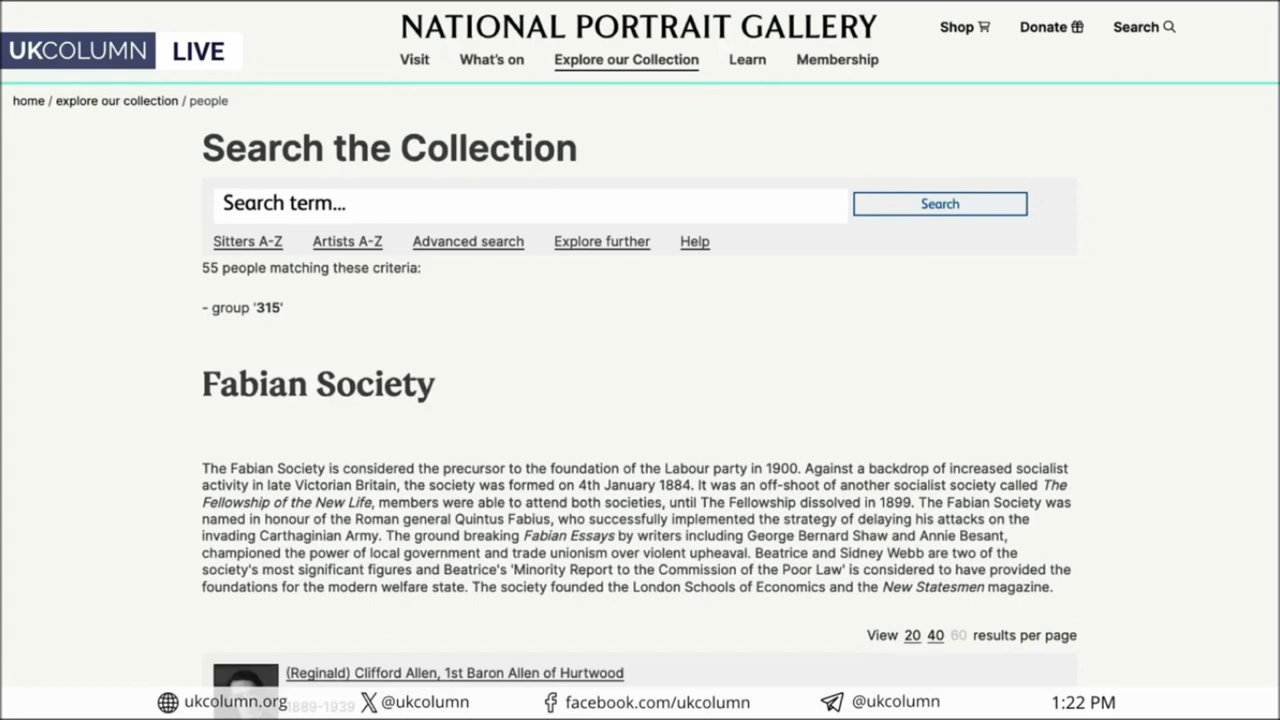 NATIONAL PORTRAIT GALLERY
Shop
Donate
Search
UKCOLUMN LIVE
Visit
What's on
Explore our Collection
Learn
Membership
home / explore our collection / people
Search the Collection
Search term...
Search
Sitters A-Z
Artists A-Z
Advanced search
Explore further
Help
55 people matching these criteria:
- group '315'
Fabian Society
The Fabian Society is considered the precursor to the foundation of the Labour party in 1900. Against a backdrop of increased socialist
activity in late Victorian Britain, the society was formed on 4th January 1884. It was an off-shoot of another socialist society called The
Fellowship of the New Life, members were able to attend both societies, until The Fellowship dissolved in 1899. The Fabian Society was
named in honour of the Roman general Quintus Fabius, who successfully implemented the strategy of delaying his attacks on the
invading Carthaginian Army. The ground breaking Fabian Essays by writers including George Bernard Shaw and Annie Besant,
championed the power of local government and trade unionism over violent upheaval. Beatrice and Sidney Webb are two of the
society's most significant figures and Beatrice's 'Minority Report to the Commission of the Poor Law' is considered to have provided the
foundations for the modern welfare state. The society founded the London Schools of Economics and the New Statesmen magazine.
View 20 40 60 results per page
(Reginald) Clifford Allen, 1st Baron Allen of Hurtwood
1889-1939
ukcolumn.org
@ukcolumn
facebook.com/ukcolumn
@ukcolumn
1:22 PM